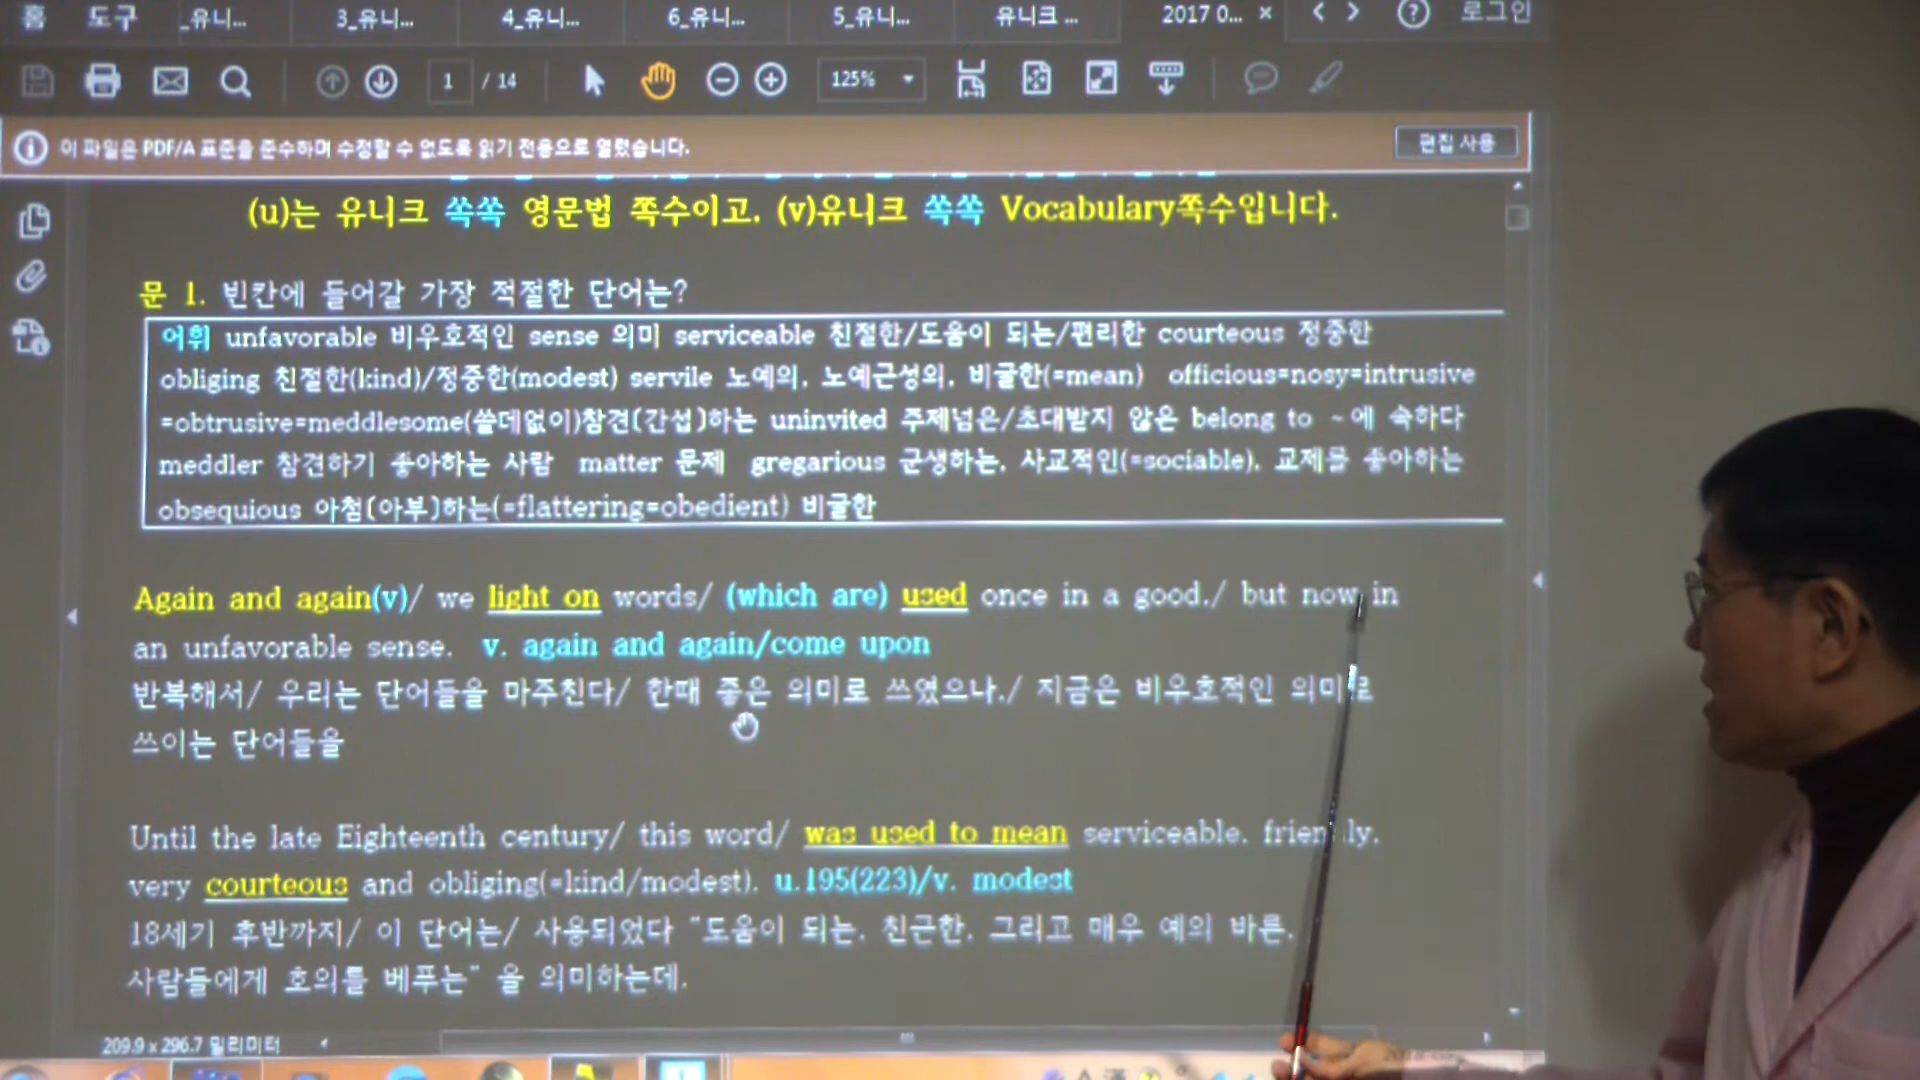 홈 도구 _유니... 3_유니... 4_유니... 6_유니... 5_유니... 유니크 ... 2017 0... × 로그인
1 / 14 125%
이 파일은 PDF/A 표준을 준수하며 수정할 수 없도록 읽기 전용으로 열렸습니다. 편집 사용
(u)는 유니크 쏙쏙 영문법 쪽수이고, (v)유니크 쏙쏙 Vocabulary쪽수입니다.
문 1. 빈칸에 들어갈 가장 적절한 단어는?
어휘 unfavorable 비우호적인 sense 의미 serviceable 친절한/도움이 되는/편리한 courteous 정중한
obliging 친절한(kind)/정중한(modest) servile 노예의, 노예근성의, 비굴한(=mean) officious=nosy=intrusive
=obtrusive=meddlesome(쓸데없이)참견〔간섭〕하는 uninvited 주제넘은/초대받지 않은 belong to ~에 속하다
meddler 참견하기 좋아하는 사람 matter 문제 gregarious 군생하는, 사교적인(=sociable), 교제를 좋아하는
obsequious 아첨〔아부〕하는(=flattering=obedient) 비굴한
Again and again(v)/ we light on words/ (which are) used once in a good,/ but now in
an unfavorable sense. v. again and again/come upon
반복해서/ 우리는 단어들을 마주친다/ 한때 좋은 의미로 쓰였으나,/ 지금은 비우호적인 의미로
쓰이는 단어들을
Until the late Eighteenth century/ this word/ was used to mean serviceable, friendly,
very courteous and obliging(=kind/modest). u.195(223)/v. modest
18세기 후반까지/ 이 단어는/ 사용되었다 "도움이 되는, 친근한, 그리고 매우 예의 바른,
사람들에게 호의를 베푸는" 을 의미하는데.
209.9 x 296.7 밀리미터